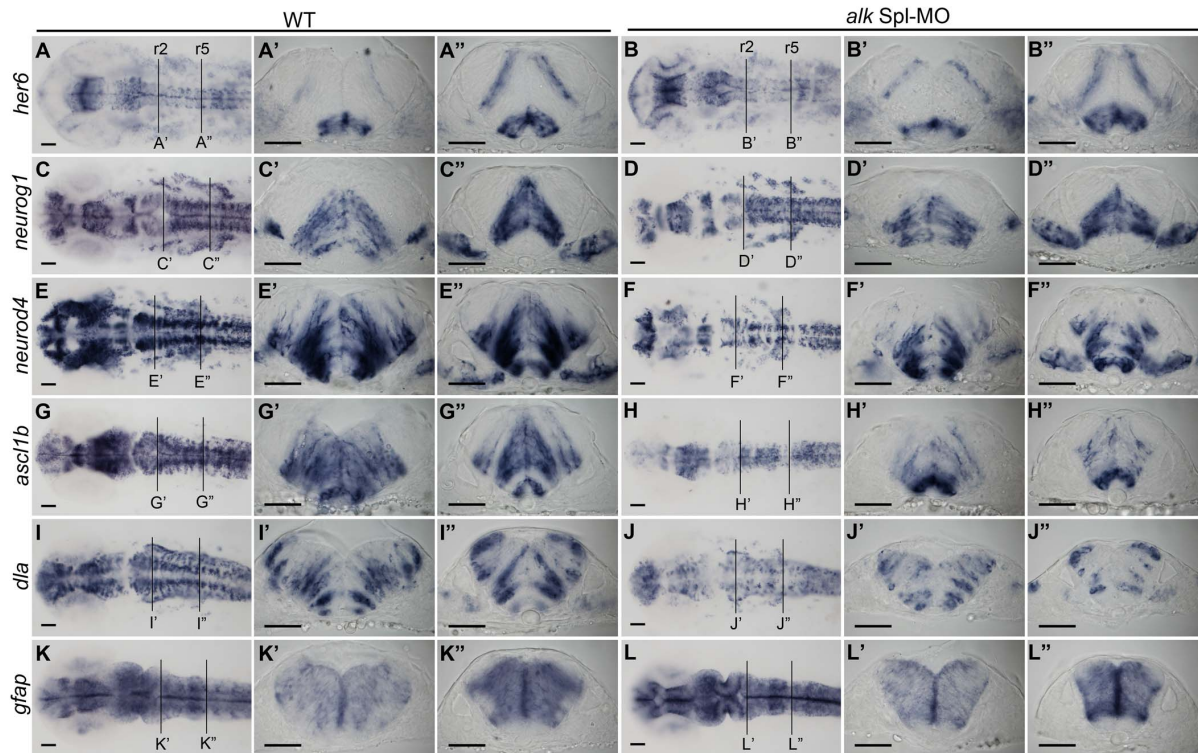 WT
alk Spl-MO
her6
A
r2
r5
A’
A”
A’
A”
B
r2
r5
B’
B”
B’
B”
neurog1
C
C’
C”
C’
C”
D
D’
D”
D’
D”
neurod4
E
E’
E”
E’
E”
F
F’
F”
F’
F”
ascl1b
G
G’
G”
G’
G”
H
H’
H”
H’
H”
dla
I
I’
I”
I’
I”
J
J’
J”
J’
J”
gfap
K
K’
K”
K’
K”
L
L’
L”
L’
L”